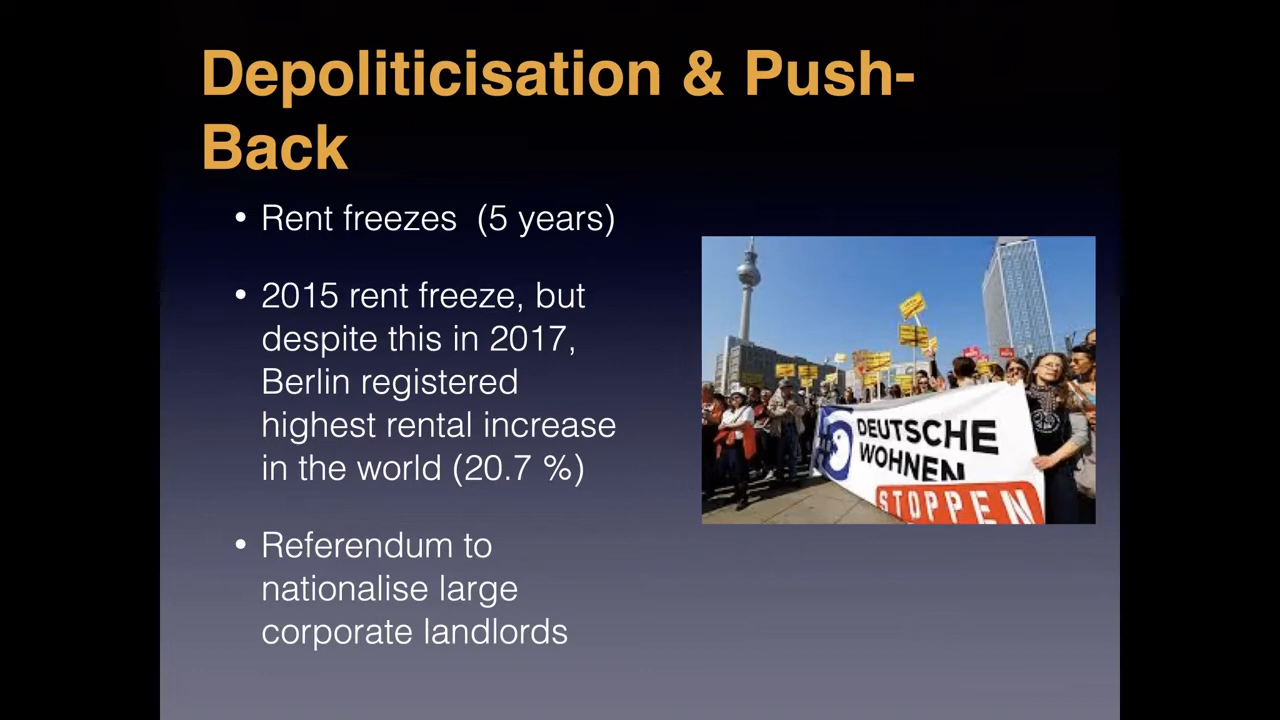 Depoliticisation & Push-
Back
• Rent freezes (5 years)
• 2015 rent freeze, but
despite this in 2017,
Berlin registered
highest rental increase
in the world (20.7 %)
• Referendum to
nationalise large
corporate landlords
DEUTSCHE
WOHNEN
STOPPEN